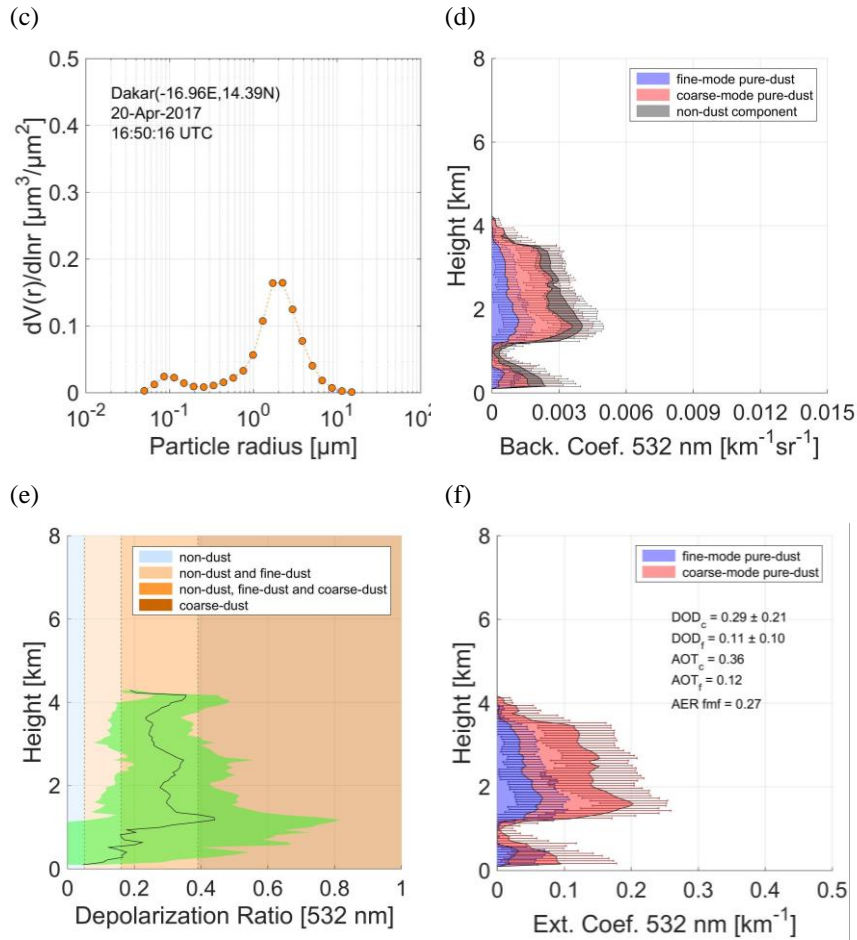 (c)
0.5
0.4
0.3
0.2
0.1
0
dV(r)/dlnr [µm³/µm²]
Dakar(-16.96E,14.39N)
20-Apr-2017
16:50:16 UTC
10⁻² 10⁻¹ 10⁰ 10¹ 10²
Particle radius [µm]
(d)
8
6
4
2
0
Height [km]
fine-mode pure-dust
coarse-mode pure-dust
non-dust component
0 0.003 0.006 0.009 0.012 0.015
Back. Coef. 532 nm [km⁻¹sr⁻¹]
(e)
8
6
4
2
0
Height [km]
non-dust
non-dust and fine-dust
non-dust, fine-dust and coarse-dust
coarse-dust
0 0.2 0.4 0.6 0.8 1
Depolarization Ratio [532 nm]
(f)
8
6
4
2
0
Height [km]
fine-mode pure-dust
coarse-mode pure-dust
DOD_c = 0.29 ± 0.21
DOD_f = 0.11 ± 0.10
AOT_c = 0.36
AOT_f = 0.12
AER fmf = 0.27
0 0.1 0.2 0.3 0.4 0.5
Ext. Coef. 532 nm [km⁻¹]